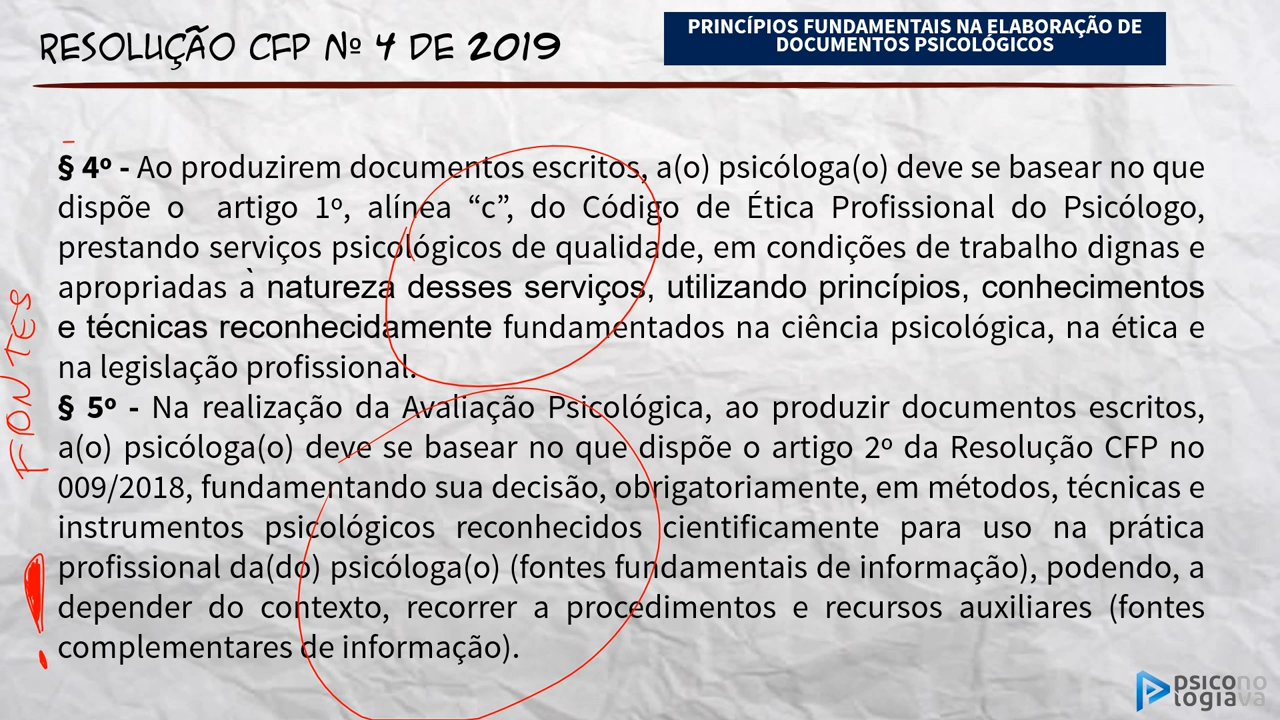 RESOLUÇÃO CFP Nº 4 DE 2019
PRINCÍPIOS FUNDAMENTAIS NA ELABORAÇÃO DE
DOCUMENTOS PSICOLÓGICOS
§ 4º - Ao produzirem documentos escritos, a(o) psicóloga(o) deve se basear no que
dispõe o artigo 1º, alínea “c”, do Código de Ética Profissional do Psicólogo,
prestando serviços psicológicos de qualidade, em condições de trabalho dignas e
apropriadas à natureza desses serviços, utilizando princípios, conhecimentos
e técnicas reconhecidamente fundamentados na ciência psicológica, na ética e
na legislação profissional.
§ 5º - Na realização da Avaliação Psicológica, ao produzir documentos escritos,
a(o) psicóloga(o) deve se basear no que dispõe o artigo 2º da Resolução CFP no
009/2018, fundamentando sua decisão, obrigatoriamente, em métodos, técnicas e
instrumentos psicológicos reconhecidos cientificamente para uso na prática
profissional da(do) psicóloga(o) (fontes fundamentais de informação), podendo, a
depender do contexto, recorrer a procedimentos e recursos auxiliares (fontes
complementares de informação).
FONTES
!
psicono
logiava